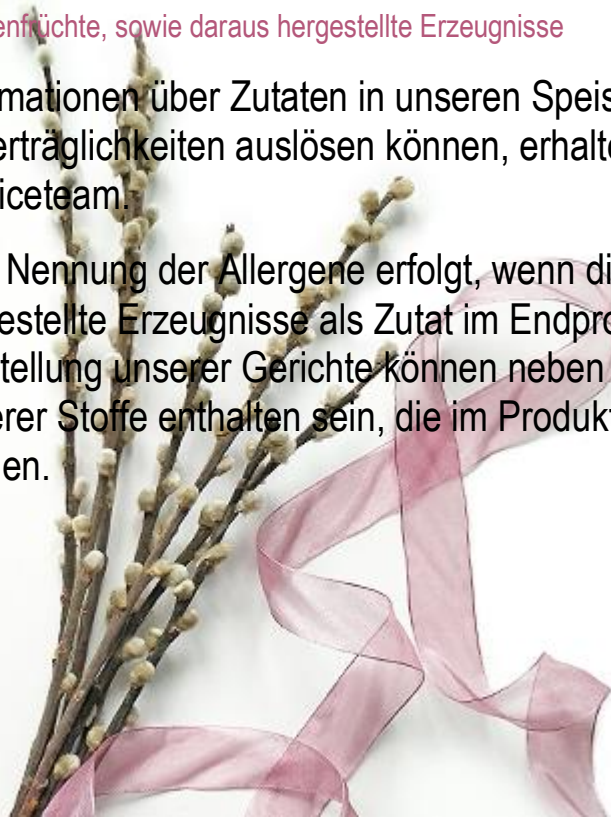 enfrüchte, sowie daraus hergestellte Erzeugnisse
mationen über Zutaten in unseren Speis
erträglichkeiten auslösen können, erhalte
iceteam.
Nennung der Allergene erfolgt, wenn di
estellte Erzeugnisse als Zutat im Endpro
tellung unserer Gerichte können neben
erer Stoffe enthalten sein, die im Produkt
en.